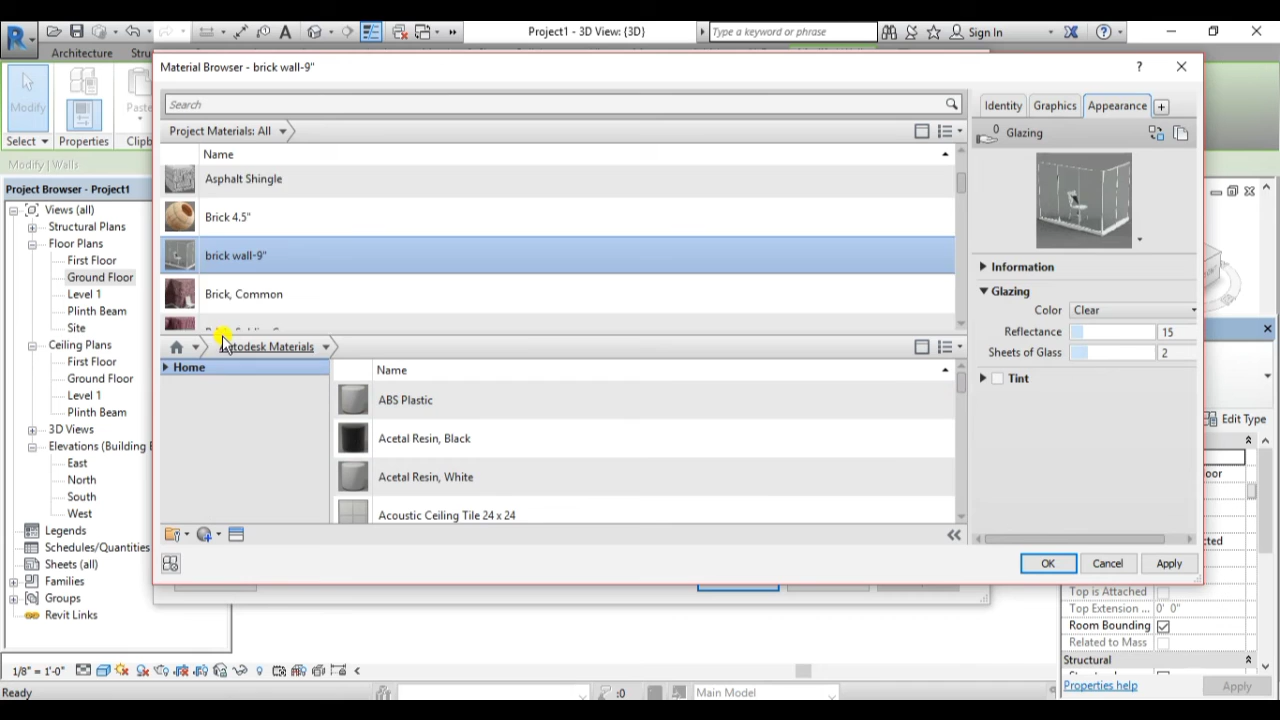 Project1 - 3D View: {3D}
Type a keyword or phrase
Sign In
Architecture
Modify
Select
Properties
Modify | Walls
Project Browser - Project1
Views (all)
Structural Plans
Floor Plans
First Floor
Ground Floor
Level 1
Plinth Beam
Site
Ceiling Plans
First Floor
Ground Floor
Level 1
Plinth Beam
3D Views
Elevations (Building E
East
North
South
West
Legends
Schedules/Quantities
Sheets (all)
Families
Groups
Revit Links
Material Browser - brick wall-9"
?
Search
Project Materials: All
Name
Asphalt Shingle
Brick 4.5"
brick wall-9"
Brick, Common
Autodesk Materials
Home
Name
ABS Plastic
Acetal Resin, Black
Acetal Resin, White
Acoustic Ceiling Tile 24 x 24
Identity
Graphics
Appearance
0
Glazing
Information
Glazing
Color Clear
Reflectance 15
Sheets of Glass 2
Tint
OK
Cancel
Apply
Edit Type
Top is Attached
Top Extension ... 0' 0"
Room Bounding
Related to Mass
Structural
Properties help
Apply
1/8" = 1'-0"
Ready
:0
Main Model